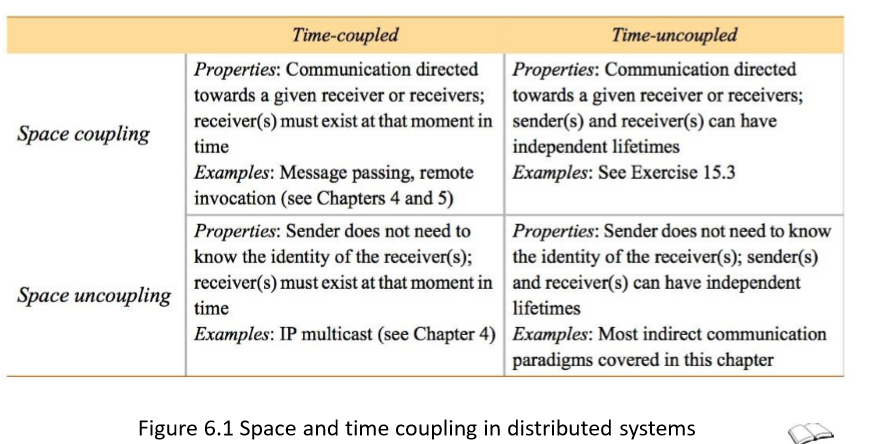 Time-coupled
Time-uncoupled
Space coupling
Properties: Communication directed
towards a given receiver or receivers;
receiver(s) must exist at that moment in
time
Examples: Message passing, remote
invocation (see Chapters 4 and 5)
Properties: Communication directed
towards a given receiver or receivers;
sender(s) and receiver(s) can have
independent lifetimes
Examples: See Exercise 15.3
Space uncoupling
Properties: Sender does not need to
know the identity of the receiver(s);
receiver(s) must exist at that moment in
time
Examples: IP multicast (see Chapter 4)
Properties: Sender does not need to know
the identity of the receiver(s); sender(s)
and receiver(s) can have independent
lifetimes
Examples: Most indirect communication
paradigms covered in this chapter
Figure 6.1 Space and time coupling in distributed systems